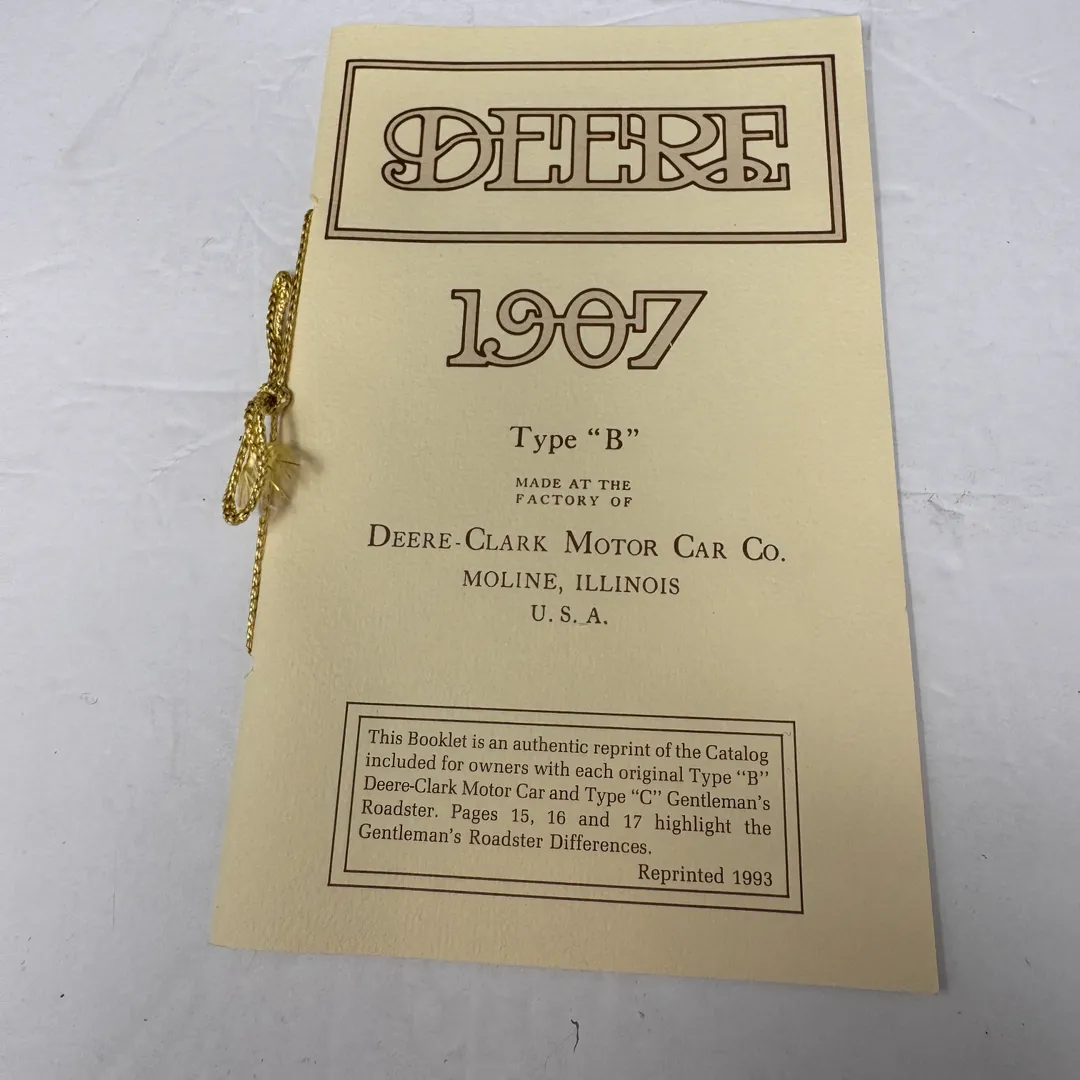 DEERE
1907
Type “B”
MADE AT THE
FACTORY OF
DEERE-CLARK MOTOR CAR CO.
MOLINE, ILLINOIS
U. S. A.
This Booklet is an authentic reprint of the Catalog
included for owners with each original Type “B”
Deere-Clark Motor Car and Type “C” Gentleman’s
Roadster. Pages 15, 16 and 17 highlight the
Gentleman’s Roadster Differences.
Reprinted 1993